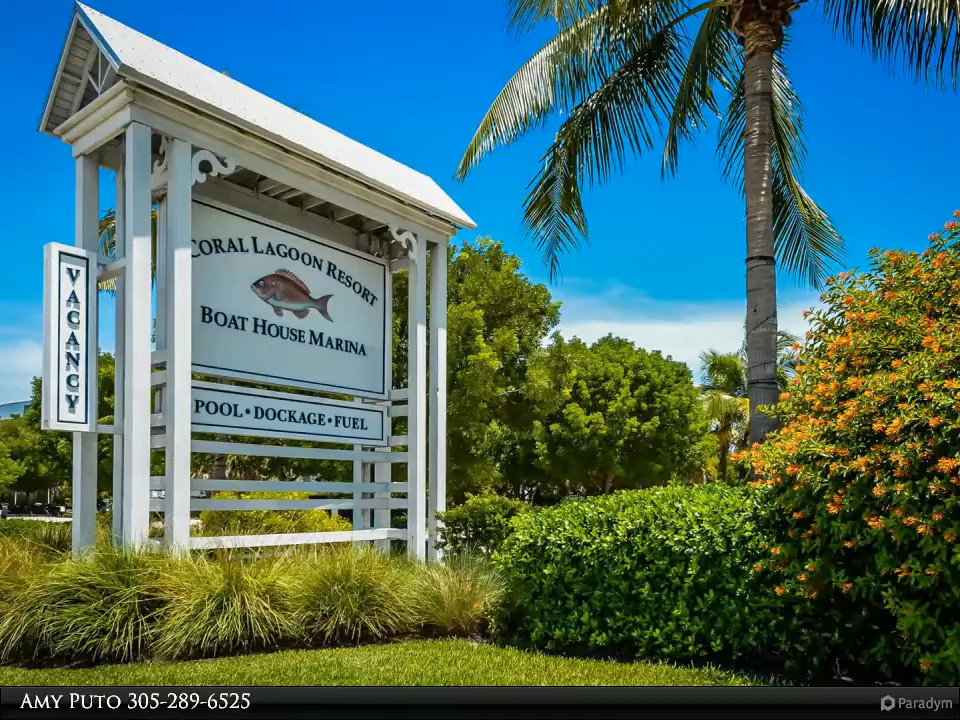 CORAL LAGOON RESORT
BOAT HOUSE MARINA
POOL • DOCKAGE • FUEL
VACANCY
AMY PUTO 305-289-6525
Paradym